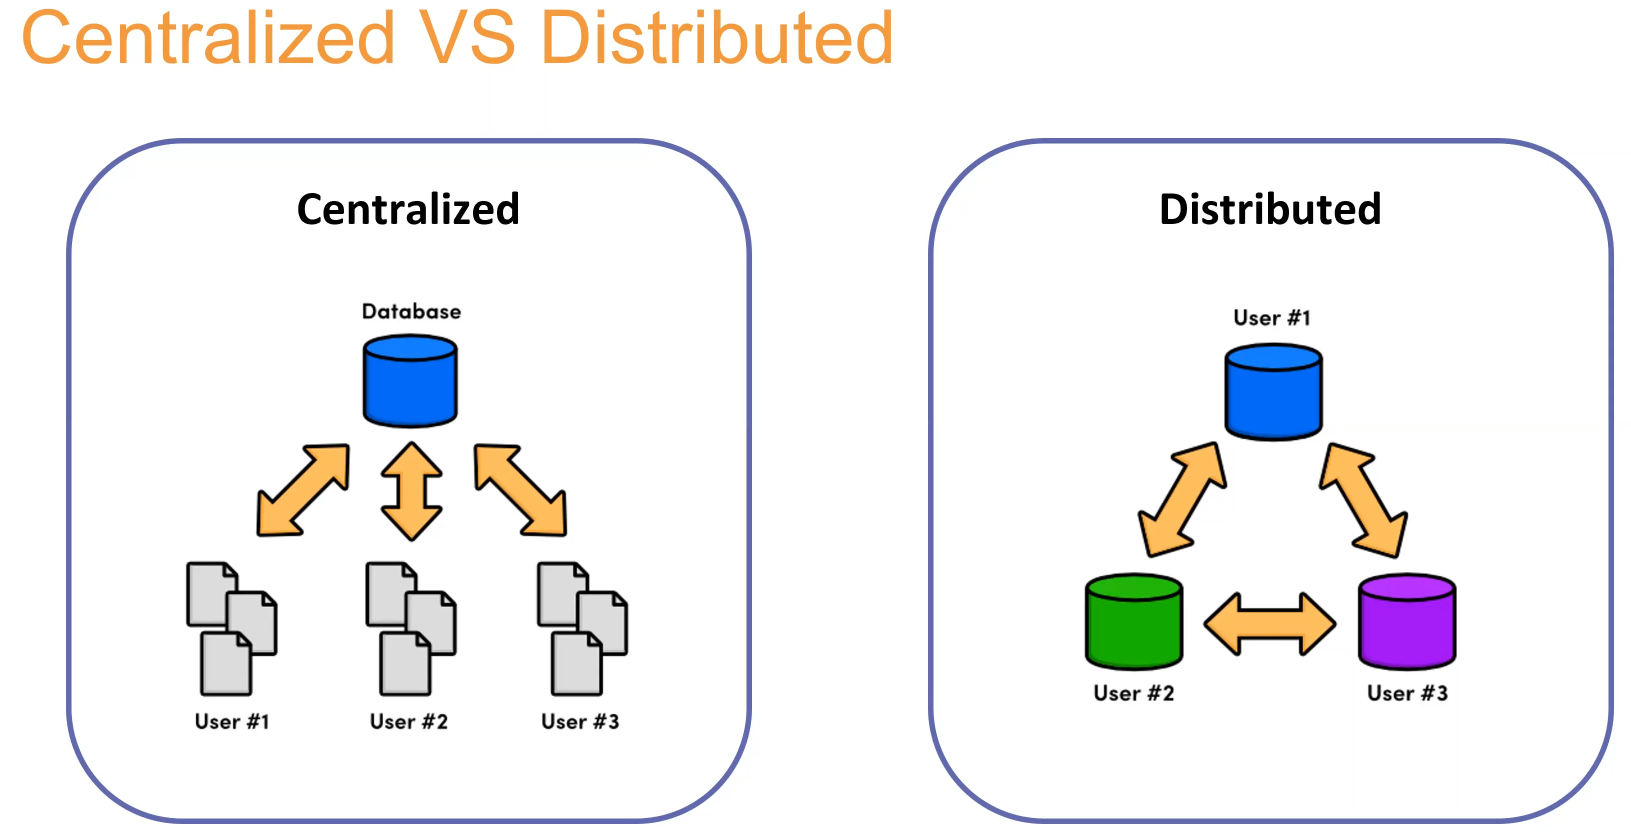 Centralized VS Distributed
Centralized
Database
User #1
User #2
User #3
Distributed
User #1
User #2
User #3